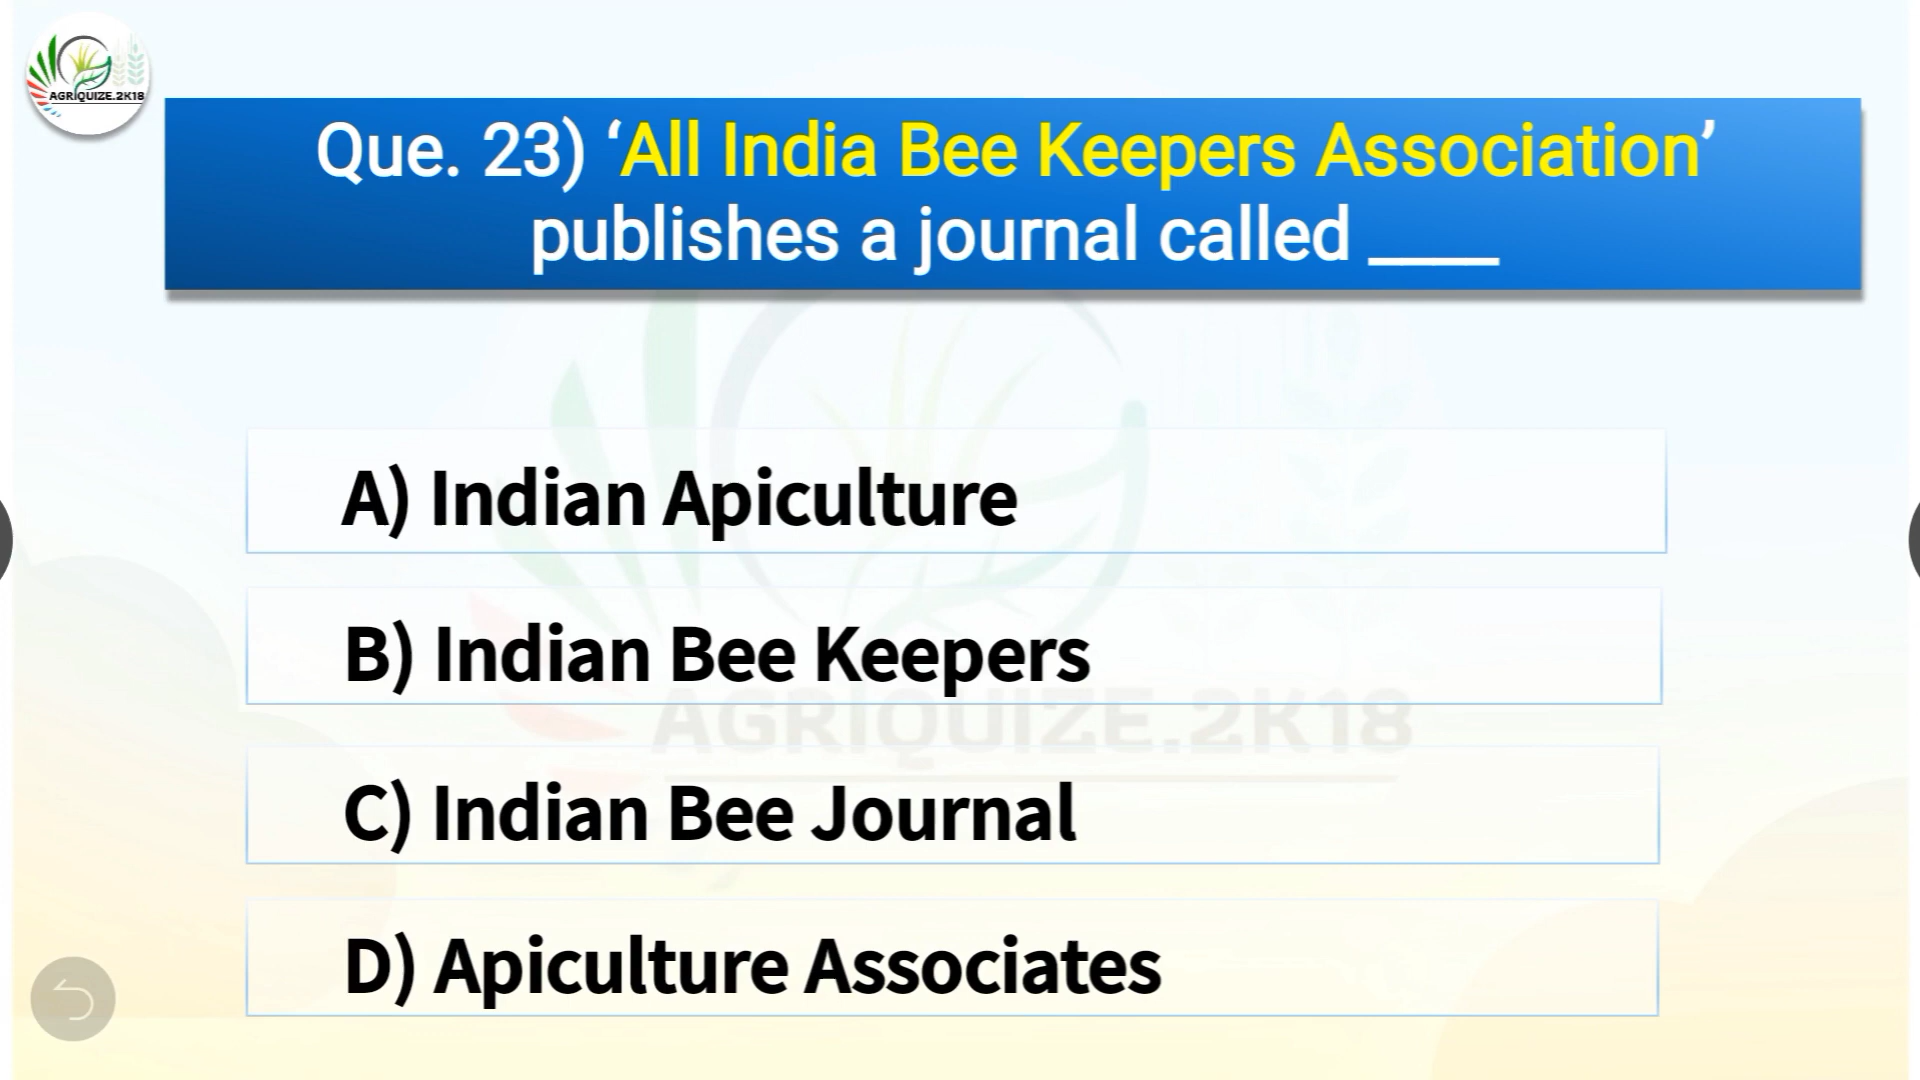 AGRIQUIZE.2K18
Que. 23) ‘All India Bee Keepers Association’
publishes a journal called ____
A) Indian Apiculture
B) Indian Bee Keepers
AGRIQUIZE.2K18
C) Indian Bee Journal
D) Apiculture Associates